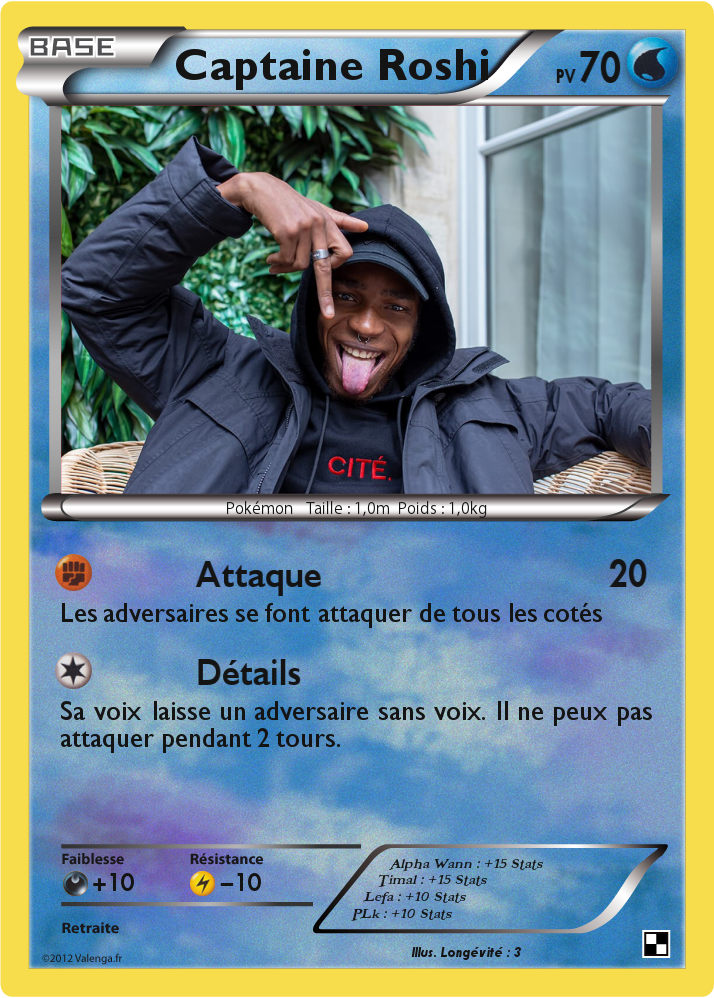 BASE
Captaine Roshi
PV 70
CITÉ.
Pokémon Taille : 1,0m Poids : 1,0kg
Attaque 20
Les adversaires se font attaquer de tous les cotés
Détails
Sa voix laisse un adversaire sans voix. Il ne peux pas
attaquer pendant 2 tours.
Faiblesse Résistance
+10 −10
Alpha Wann : +15 Stats
Timal : +15 Stats
Lefa : +10 Stats
PLk : +10 Stats
Retraite
Illus. Longévité : 3
©2012 Valenga.fr